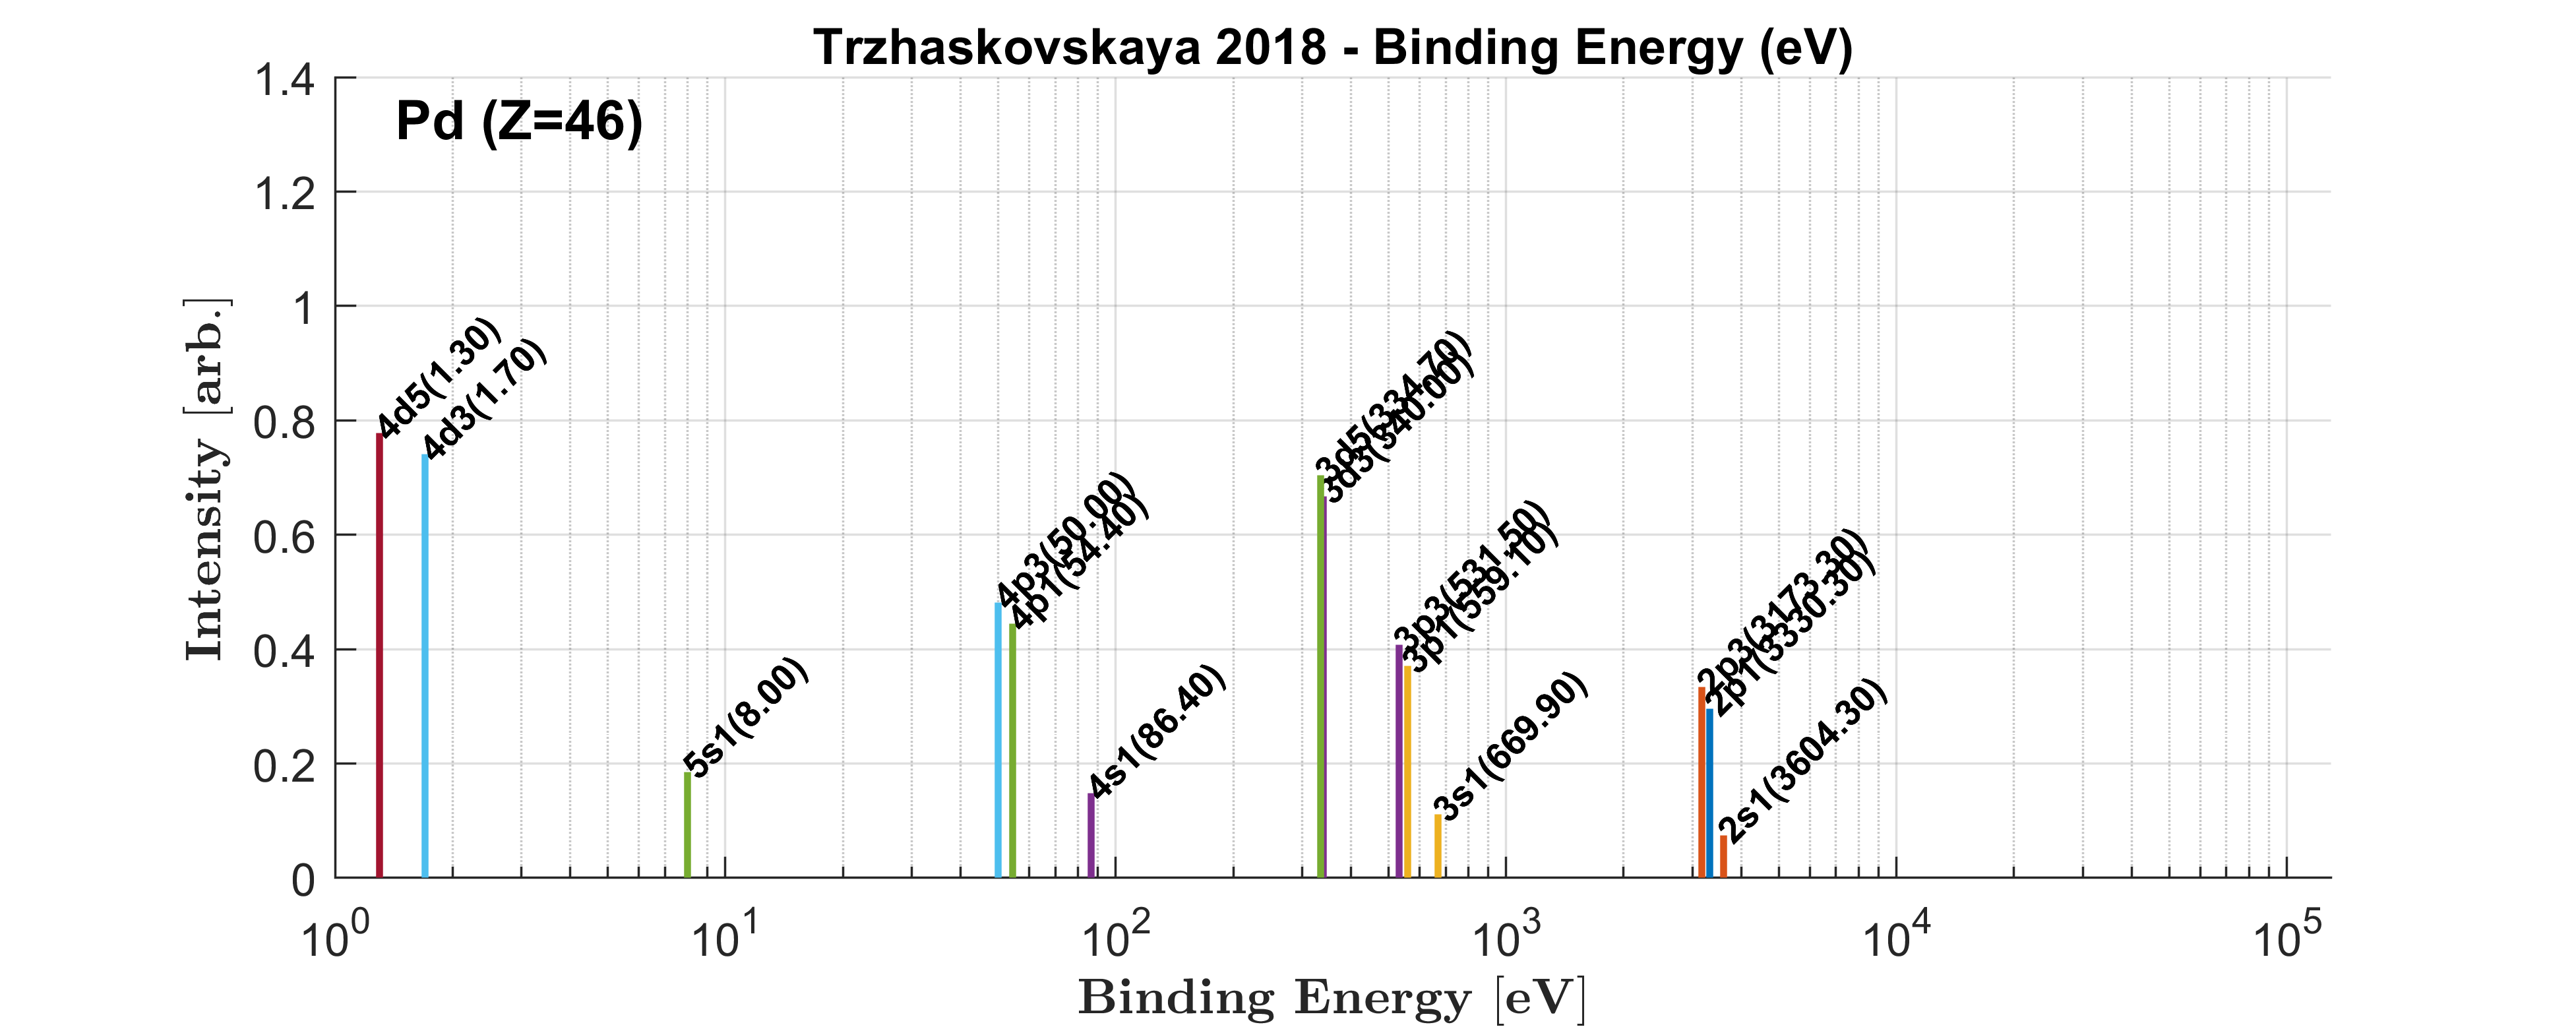 Trzhaskovskaya 2018 - Binding Energy (eV)
Pd (Z=46)
Intensity [arb.]
1.4
1.2
1
0.8
0.6
0.4
0.2
0
4d5(1.30)
4d3(1.70)
5s1(8.00)
4p3(50.00)
4p1(54.40)
4s1(86.40)
3d5(334.70)
3d3(340.00)
3p3(531.50)
3p1(559.10)
3s1(669.90)
2p3(3173.30)
2p1(3330.30)
2s1(3604.30)
10^0 10^1 10^2 10^3 10^4 10^5
Binding Energy [eV]